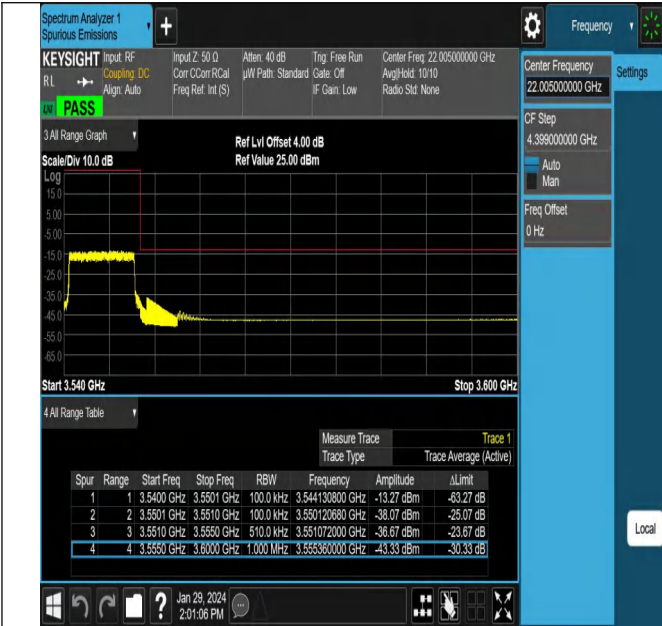 Spectrum Analyzer 1
Spurious Emissions
Frequency
KEYSIGHT Input: RF Input Z: 50 Ω Atten: 40 dB Trig: Free Run Center Freq: 22.005000000 GHz
RL Coupling: DC Corr CCorr RCal µW Path: Standard Gate: Off Avg|Hold: 10/10
Align: Auto Freq Ref: Int (S) IF Gain: Low Radio Std: None
PASS
Center Frequency
22.005000000 GHz
Settings
CF Step
4.399000000 GHz
Auto
Man
Freq Offset
0 Hz
3 All Range Graph
Ref Lvl Offset 4.00 dB
Scale/Div 10.0 dB Ref Value 25.00 dBm
Log
15.0
5.00
-5.00
-15.0
-25.0
-35.0
-45.0
-55.0
-65.0
Start 3.540 GHz Stop 3.600 GHz
4 All Range Table
Measure Trace Trace 1
Trace Type Trace Average (Active)
Spur Range Start Freq Stop Freq RBW Frequency Amplitude ΔLimit
1 1 3.5400 GHz 3.5501 GHz 100.0 kHz 3.544130800 GHz -13.27 dBm -63.27 dB
2 2 3.5501 GHz 3.5510 GHz 100.0 kHz 3.550120680 GHz -38.07 dBm -25.07 dB
3 3 3.5510 GHz 3.5550 GHz 510.0 kHz 3.551072000 GHz -36.67 dBm -23.67 dB
4 4 3.5550 GHz 3.6000 GHz 1.000 MHz 3.555360000 GHz -43.33 dBm -30.33 dB
Local
Jan 29, 2024
2:01:06 PM